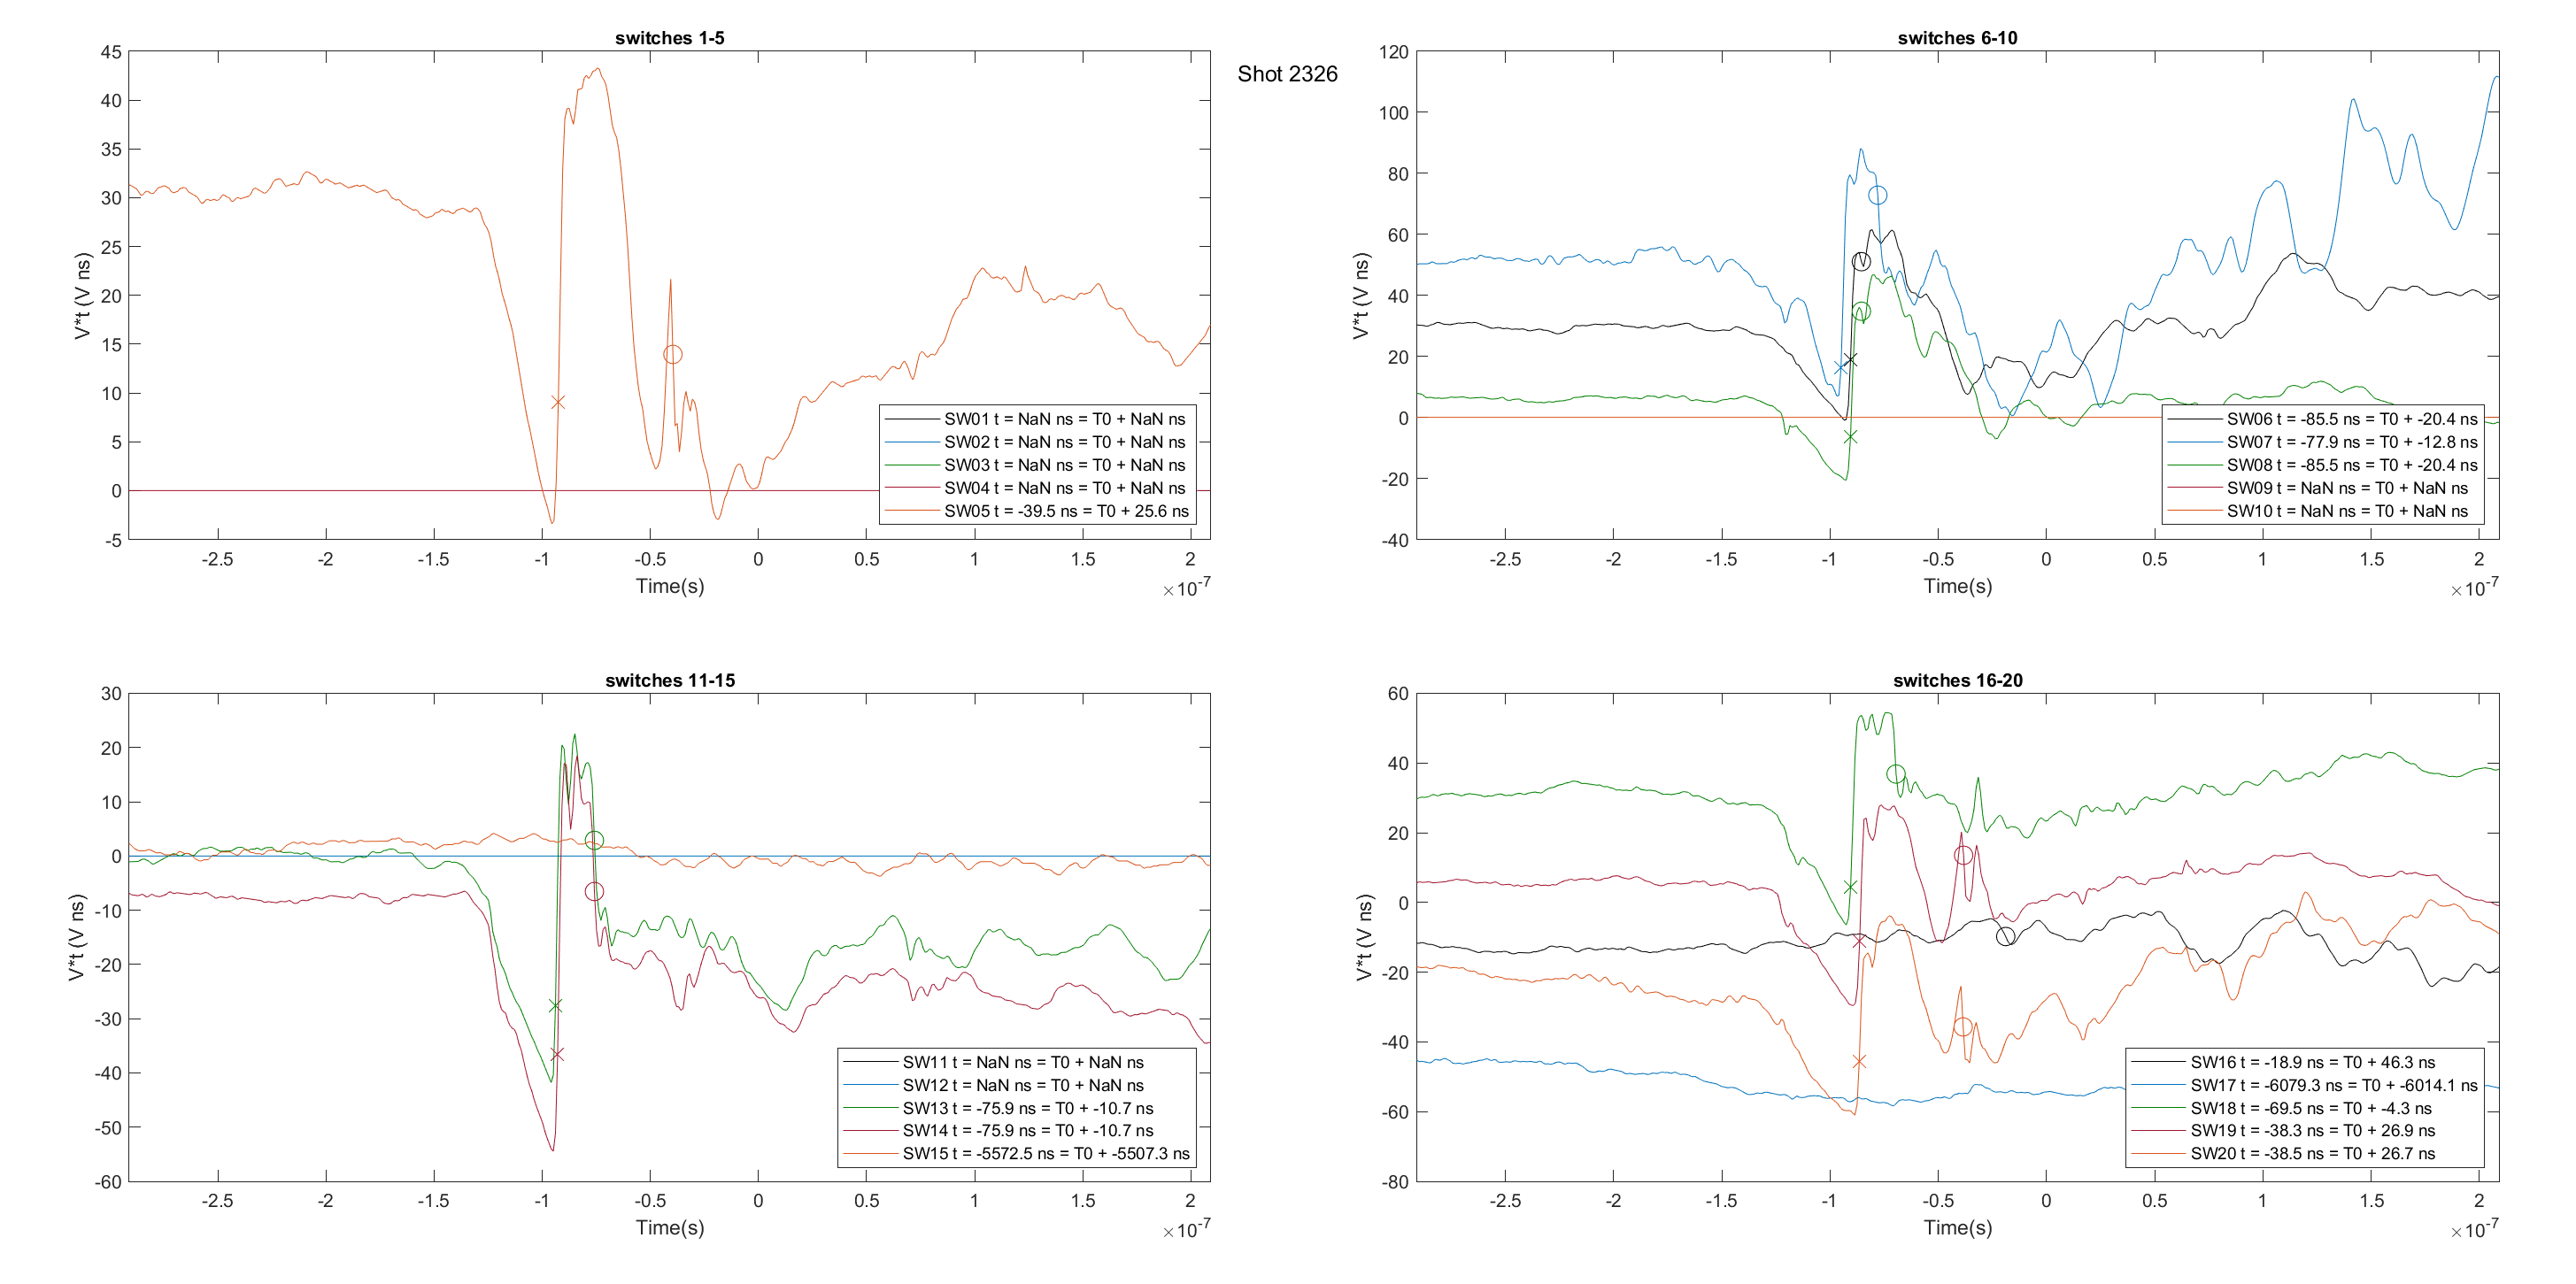 Shot 2326
switches 1-5
45
40
35
30
25
20
15
10
5
0
-5
V*t (V ns)
-2.5 -2 -1.5 -1 -0.5 0 0.5 1 1.5 2
Time(s)
×10-7
SW01 t = NaN ns = T0 + NaN ns
SW02 t = NaN ns = T0 + NaN ns
SW03 t = NaN ns = T0 + NaN ns
SW04 t = NaN ns = T0 + NaN ns
SW05 t = -39.5 ns = T0 + 25.6 ns
switches 6-10
120
100
80
60
40
20
0
-20
-40
V*t (V ns)
-2.5 -2 -1.5 -1 -0.5 0 0.5 1 1.5 2
Time(s)
×10-7
SW06 t = -85.5 ns = T0 + -20.4 ns
SW07 t = -77.9 ns = T0 + -12.8 ns
SW08 t = -85.5 ns = T0 + -20.4 ns
SW09 t = NaN ns = T0 + NaN ns
SW10 t = NaN ns = T0 + NaN ns
switches 11-15
30
20
10
0
-10
-20
-30
-40
-50
-60
V*t (V ns)
-2.5 -2 -1.5 -1 -0.5 0 0.5 1 1.5 2
Time(s)
×10-7
SW11 t = NaN ns = T0 + NaN ns
SW12 t = NaN ns = T0 + NaN ns
SW13 t = -75.9 ns = T0 + -10.7 ns
SW14 t = -75.9 ns = T0 + -10.7 ns
SW15 t = -5572.5 ns = T0 + -5507.3 ns
switches 16-20
60
40
20
0
-20
-40
-60
-80
V*t (V ns)
-2.5 -2 -1.5 -1 -0.5 0 0.5 1 1.5 2
Time(s)
×10-7
SW16 t = -18.9 ns = T0 + 46.3 ns
SW17 t = -6079.3 ns = T0 + -6014.1 ns
SW18 t = -69.5 ns = T0 + -4.3 ns
SW19 t = -38.3 ns = T0 + 26.9 ns
SW20 t = -38.5 ns = T0 + 26.7 ns